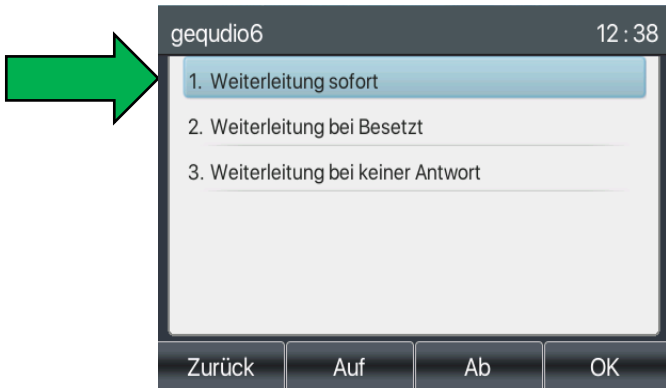 gequdio6 12:38
1. Weiterleitung sofort
2. Weiterleitung bei Besetzt
3. Weiterleitung bei keiner Antwort
Zurück Auf Ab OK